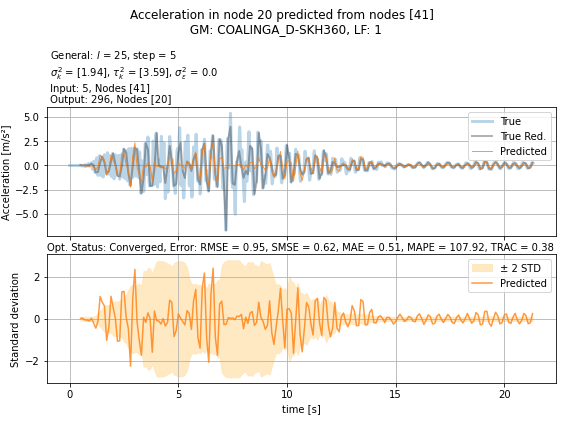 Acceleration in node 20 predicted from nodes [41]
GM: COALINGA_D-SKH360, LF: 1
General: l = 25, step = 5
σ²ₖ = [1.94], τ²ₖ = [3.59], σ²_ε = 0.0
Input: 5, Nodes [41]
Output: 296, Nodes [20]
Acceleration [m/s²]
5.0
2.5
0.0
−2.5
−5.0
True
True Red.
Predicted
Opt. Status: Converged, Error: RMSE = 0.95, SMSE = 0.62, MAE = 0.51, MAPE = 107.92, TRAC = 0.38
Standard deviation
2
0
−2
± 2 STD
Predicted
0 5 10 15 20
time [s]